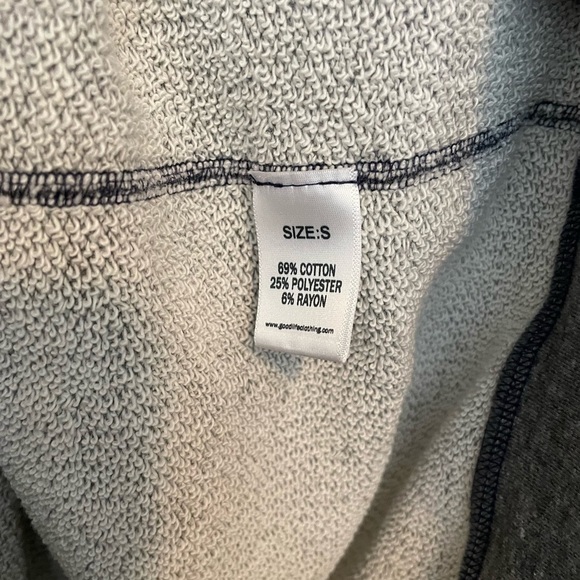 SIZE:S
69% COTTON
25% POLYESTER
6% RAYON
www.goodlifeclothing.com